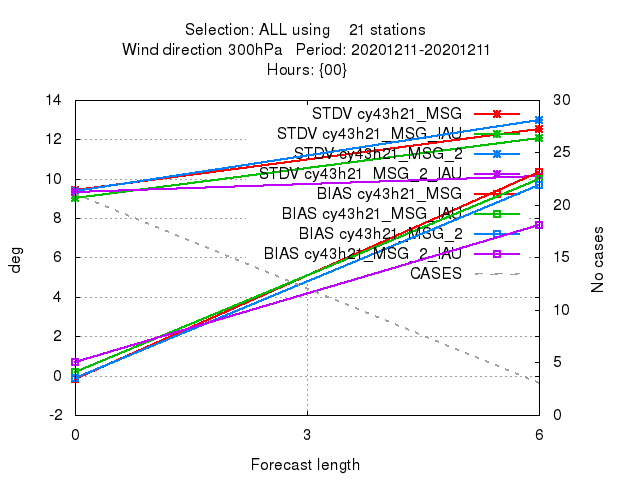 Selection: ALL using 21 stations
Wind direction 300hPa Period: 20201211-20201211
Hours: {00}
14
12
10
8
6
4
2
0
-2
deg
STDV cy43h21_MSG
STDV cy43h21_MSG_IAU
STDV cy43h21_MSG_2
STDV cy43h21_MSG_2_IAU
BIAS cy43h21_MSG
BIAS cy43h21_MSG_IAU
BIAS cy43h21_MSG_2
BIAS cy43h21_MSG_2_IAU
CASES
30
25
20
15
10
5
0
No cases
0 3 6
Forecast length